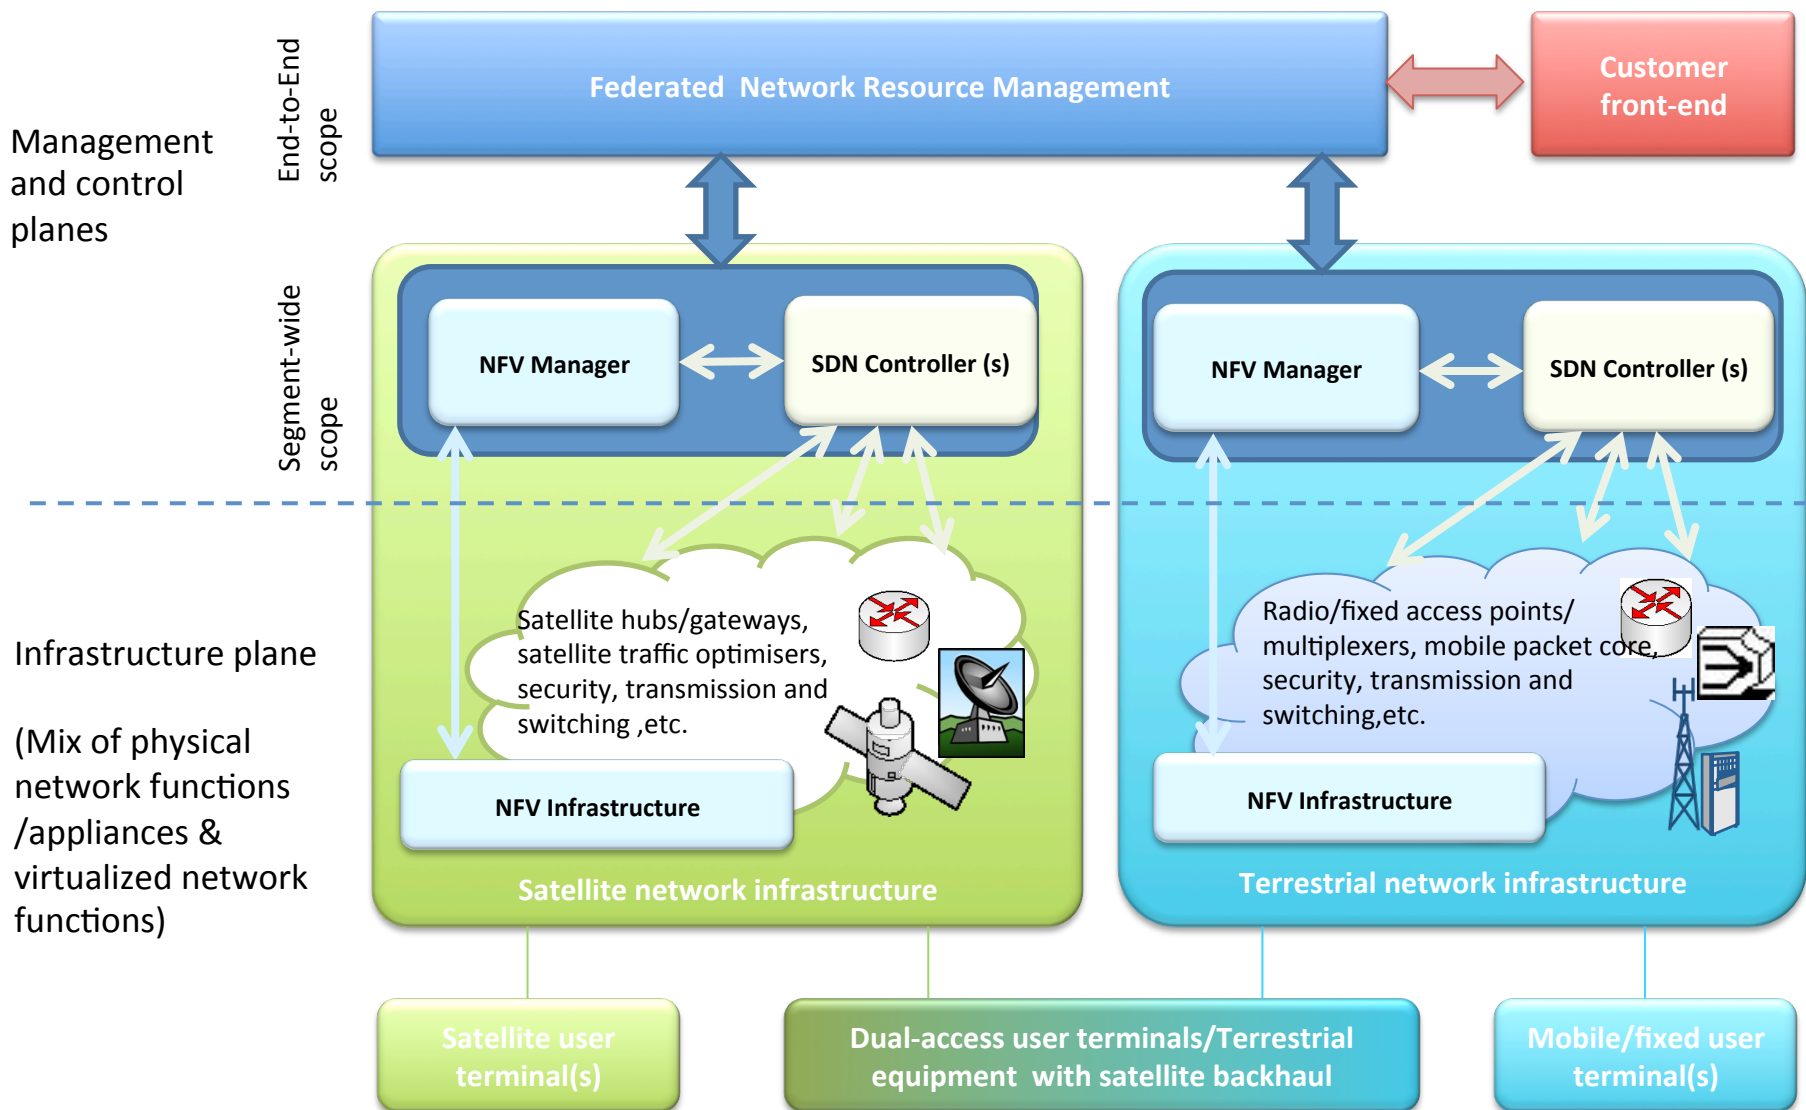 End-to-End
scope
Federated  Network Resource Management
Customer
front-end
Management
and control
planes
Segment-wide
scope
NFV Manager
SDN Controller (s)
NFV Manager
SDN Controller (s)
Infrastructure plane
(Mix of physical
network functions
/appliances &
virtualized network
functions)
Satellite hubs/gateways,
satellite traffic optimisers,
security, transmission and
switching ,etc.
NFV Infrastructure
Satellite network infrastructure
Radio/fixed access points/
multiplexers, mobile packet core,
security, transmission and
switching,etc.
NFV Infrastructure
Terrestrial network infrastructure
Satellite user
terminal(s)
Dual-access user terminals/Terrestrial
equipment  with satellite backhaul
Mobile/fixed user
terminal(s)